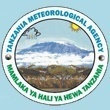 TANZANIA METEOROLOGICAL AGENCY
MAMLAKA YA HALI YA HEWA TANZANIA